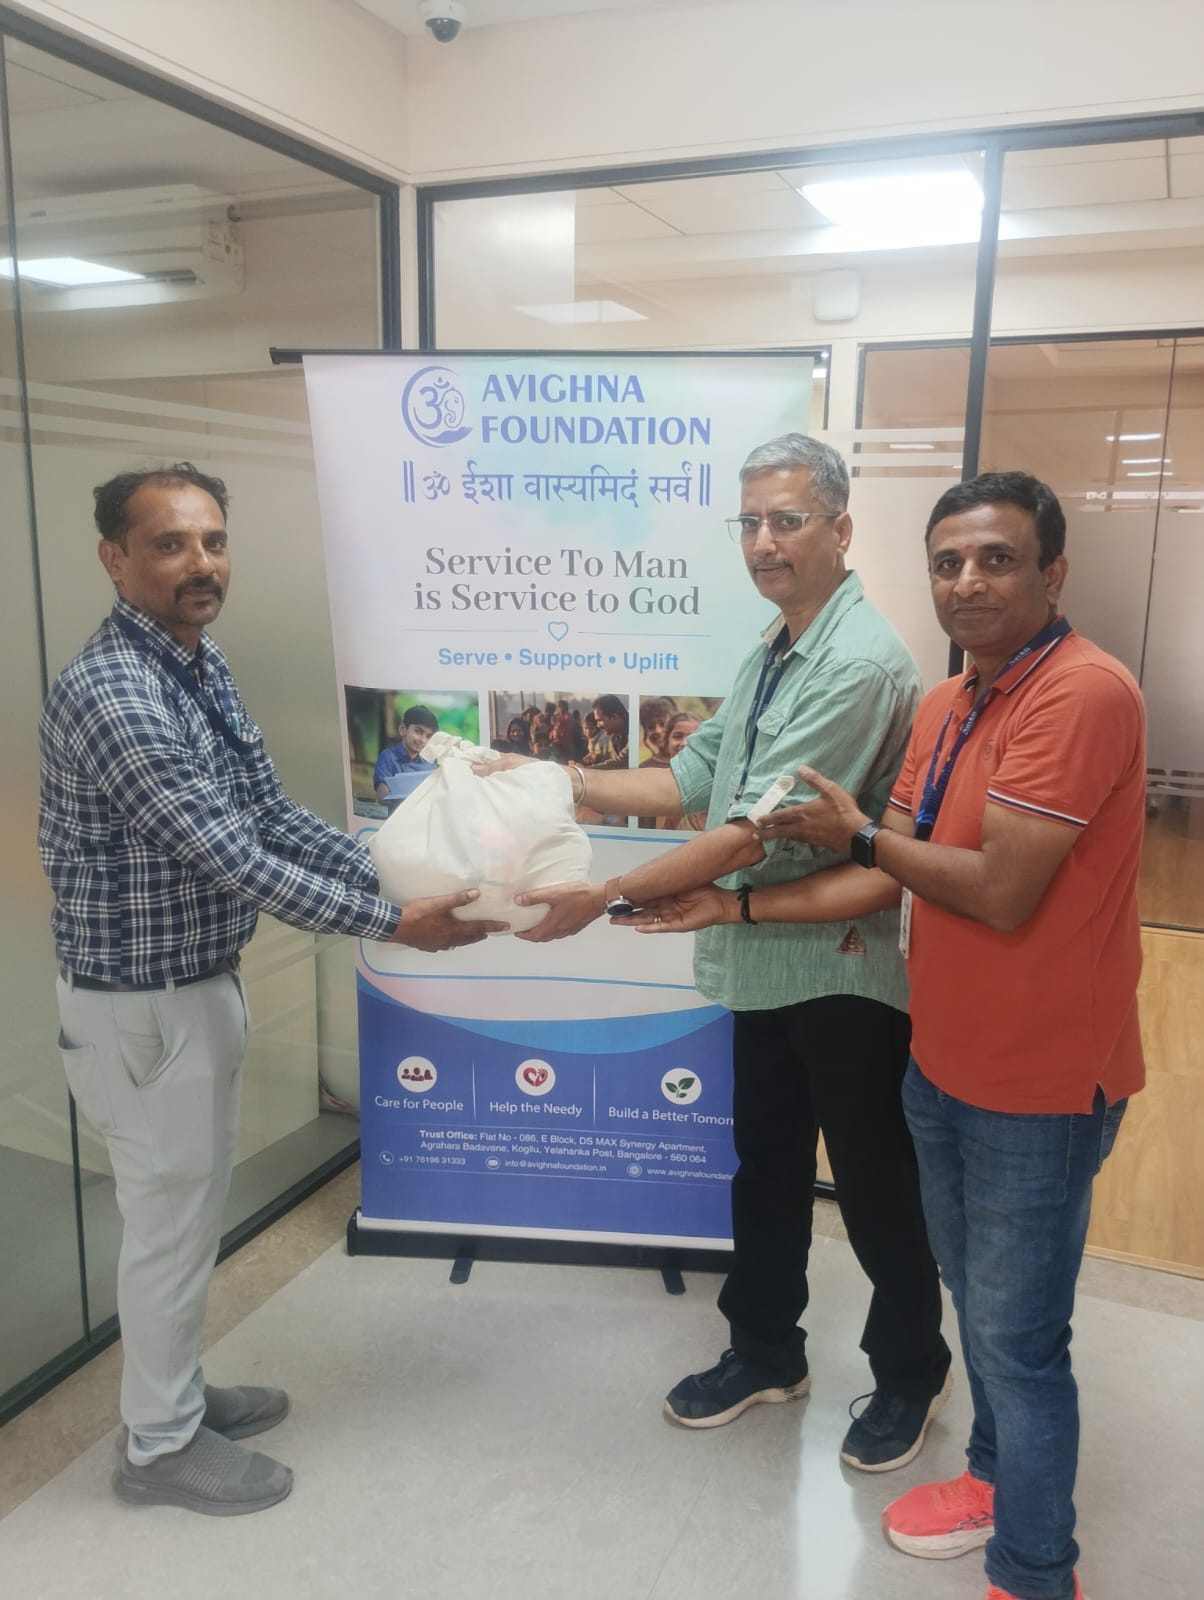 AVIGHNA
FOUNDATION
॥ ॐ ईशा वास्यमिदं सर्वं ॥
Service To Man
is Service to God
Serve • Support • Uplift
Care for People
Help the Needy
Build a Better Tomorr
Trust Office: Flat No - 086, E Block, DS MAX Synergy Apartment,
Agrahara Badavane, Kogilu, Yelahanka Post, Bangalore - 560 064
+91 76196 31333 info@avighnafoundation.in www.avighnafoundatio